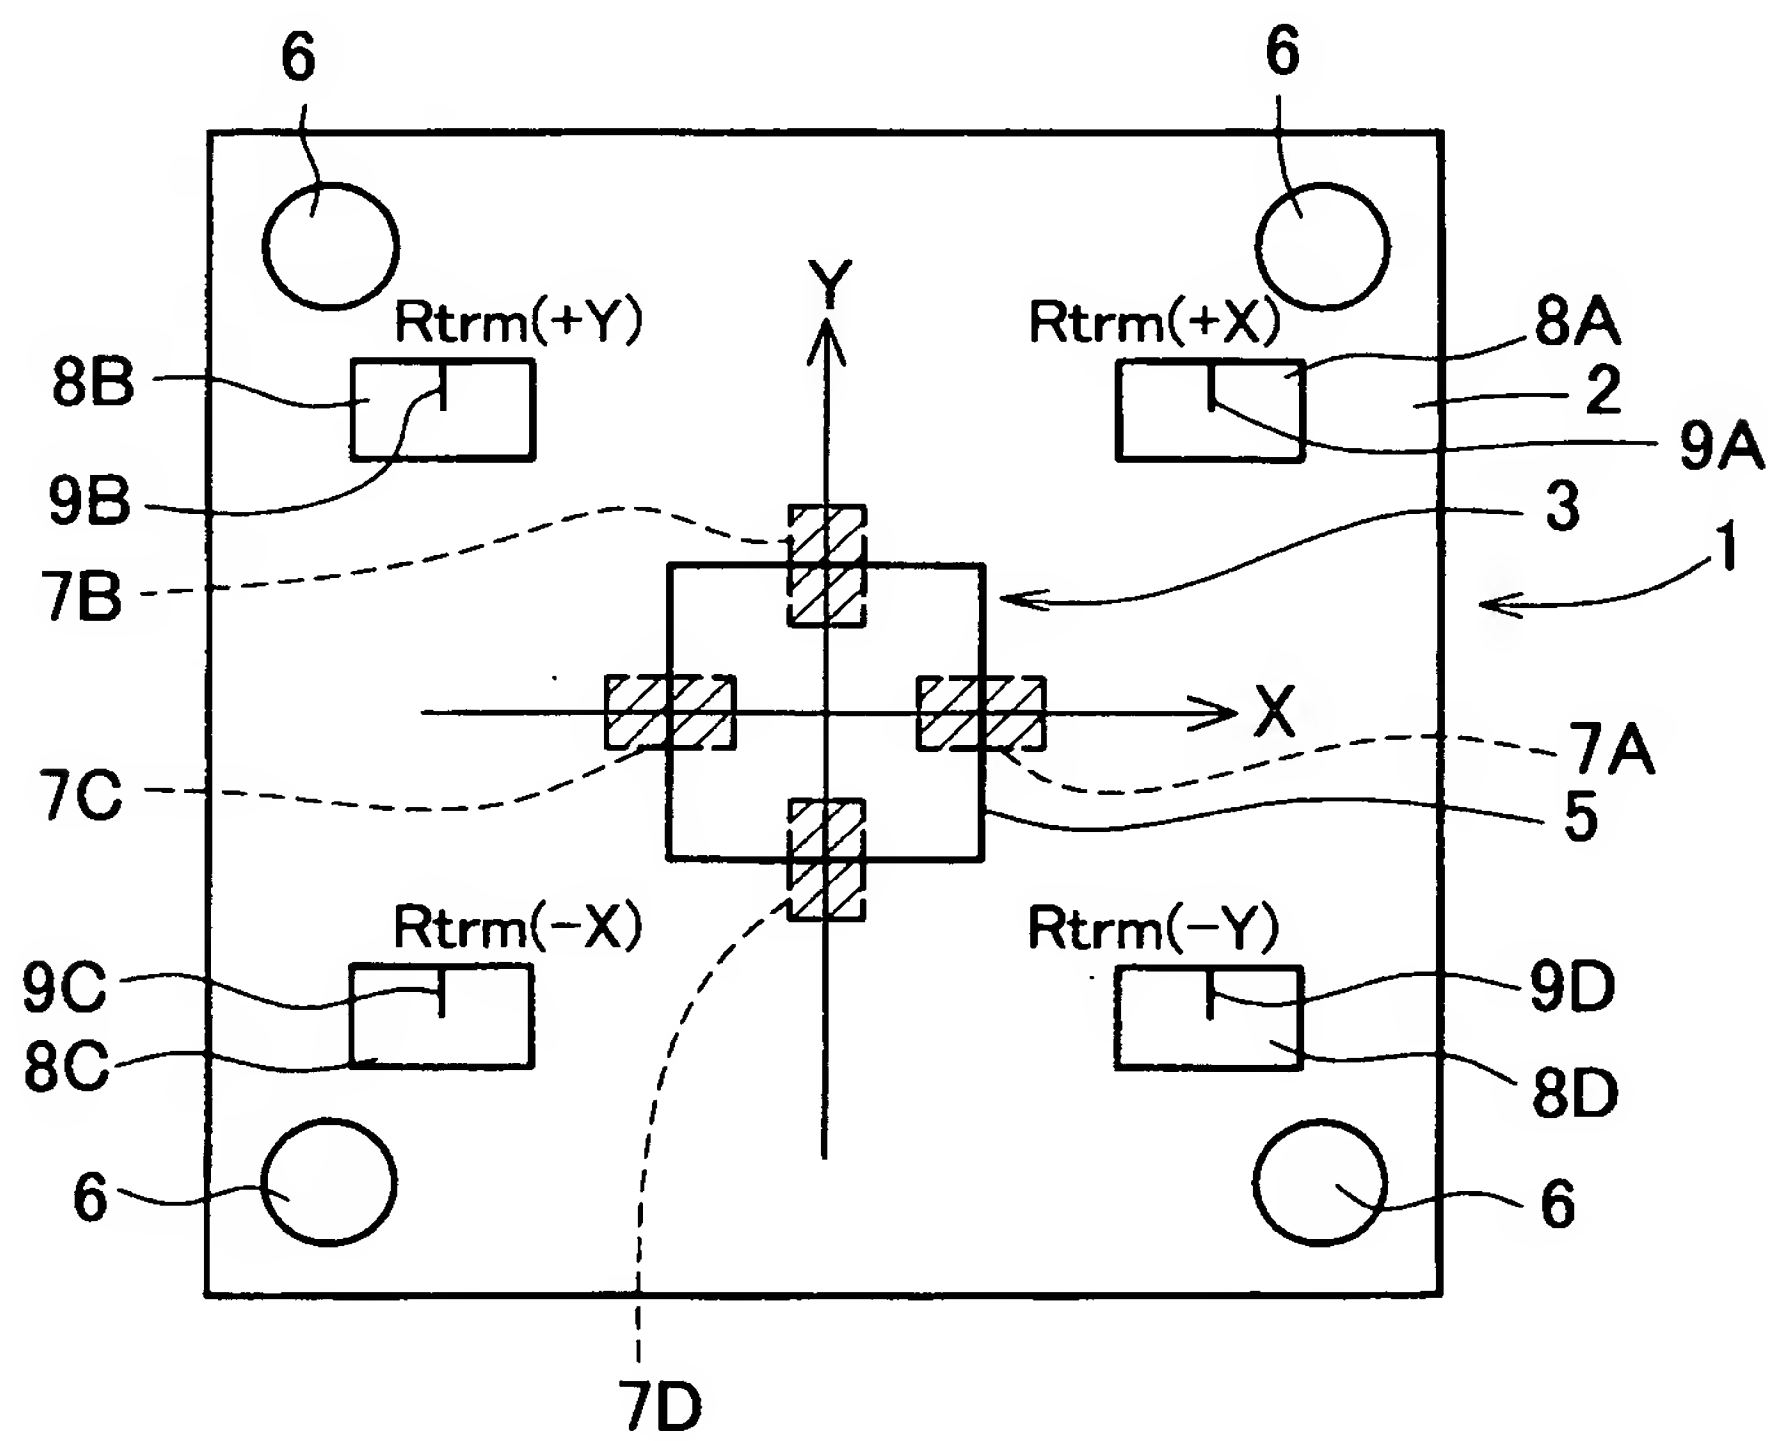 6
6
Y
Rtrm(+Y)
Rtrm(+X)
8A
8B
2
9A
9B
3
1
7B
X
7A
7C
5
Rtrm(-X)
Rtrm(-Y)
9C
9D
8C
8D
6
6
7D